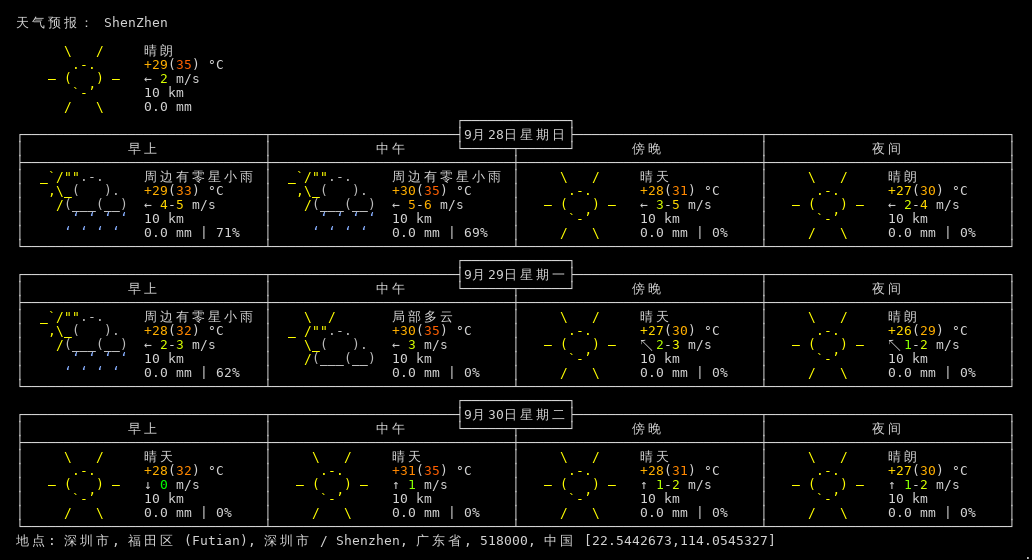 天气预报： ShenZhen
晴朗
+29(35) °C
← 2 m/s
10 km
0.0 mm
9月28日星期日
早上 中午 傍晚 夜间
周边有零星小雨 周边有零星小雨 晴天 晴朗
+29(33) °C +30(35) °C +28(31) °C +27(30) °C
← 4-5 m/s ← 5-6 m/s ← 3-5 m/s ← 2-4 m/s
10 km 10 km 10 km 10 km
0.0 mm | 71% 0.0 mm | 69% 0.0 mm | 0% 0.0 mm | 0%
9月29日星期一
早上 中午 傍晚 夜间
周边有零星小雨 局部多云 晴天 晴朗
+28(32) °C +30(35) °C +27(30) °C +26(29) °C
← 2-3 m/s ← 3 m/s ↖ 2-3 m/s ↖ 1-2 m/s
10 km 10 km 10 km 10 km
0.0 mm | 62% 0.0 mm | 0% 0.0 mm | 0% 0.0 mm | 0%
9月30日星期二
早上 中午 傍晚 夜间
晴天 晴天 晴天 晴朗
+28(32) °C +31(35) °C +28(31) °C +27(30) °C
↓ 0 m/s ↑ 1 m/s ↑ 1-2 m/s ↑ 1-2 m/s
10 km 10 km 10 km 10 km
0.0 mm | 0% 0.0 mm | 0% 0.0 mm | 0% 0.0 mm | 0%
地点: 深圳市, 福田区 (Futian), 深圳市 / Shenzhen, 广东省, 518000, 中国 [22.5442673,114.0545327]